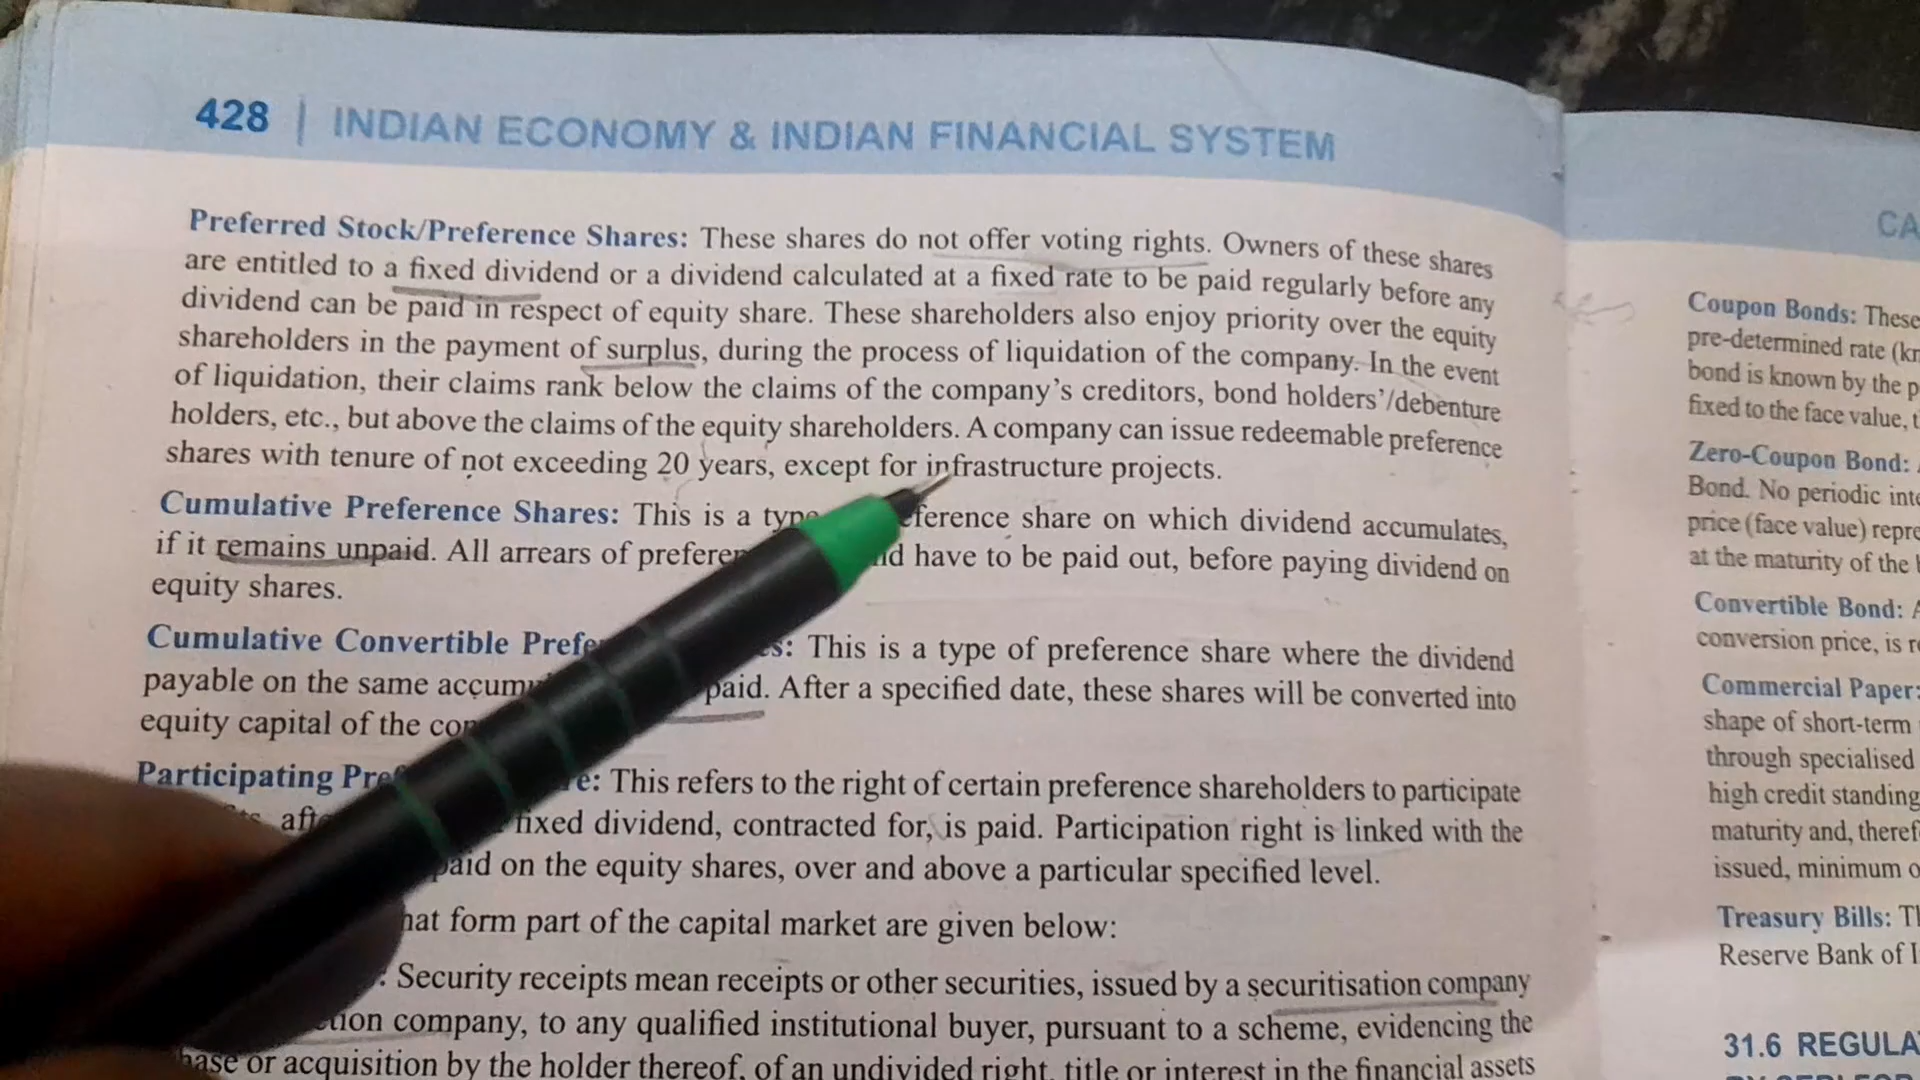 428 | INDIAN ECONOMY & INDIAN FINANCIAL SYSTEM
Preferred Stock/Preference Shares: These shares do not offer voting rights. Owners of these shares
are entitled to a fixed dividend or a dividend calculated at a fixed rate to be paid regularly before any
dividend can be paid in respect of equity share. These shareholders also enjoy priority over the equity
shareholders in the payment of surplus, during the process of liquidation of the company. In the event
of liquidation, their claims rank below the claims of the company's creditors, bond holders'/debenture
holders, etc., but above the claims of the equity shareholders. A company can issue redeemable preference
shares with tenure of not exceeding 20 years, except for infrastructure projects.
Cumulative Preference Shares: This is a type ference share on which dividend accumulates,
if it remains unpaid. All arrears of prefere have to be paid out, before paying dividend on
equity shares.
Cumulative Convertible Prefe s: This is a type of preference share where the dividend
payable on the same accum paid. After a specified date, these shares will be converted into
equity capital of the co
Participating Pre e: This refers to the right of certain preference shareholders to participate
fixed dividend, contracted for, is paid. Participation right is linked with the
paid on the equity shares, over and above a particular specified level.
hat form part of the capital market are given below:
: Security receipts mean receipts or other securities, issued by a securitisation company
tion company, to any qualified institutional buyer, pursuant to a scheme, evidencing the
hase or acquisition by the holder thereof, of an undivided right, title or interest in the financial assets
CA
Coupon Bonds: These
pre-determined rate (kn
bond is known by the p
fixed to the face value, t
Zero-Coupon Bond:
Bond. No periodic inte
price (face value) repre
at the maturity of the
Convertible Bond: A
conversion price, is re
Commercial Paper:
shape of short-term
through specialised
high credit standing
maturity and, theref
issued, minimum o
Treasury Bills: Th
Reserve Bank of I
31.6 REGULA